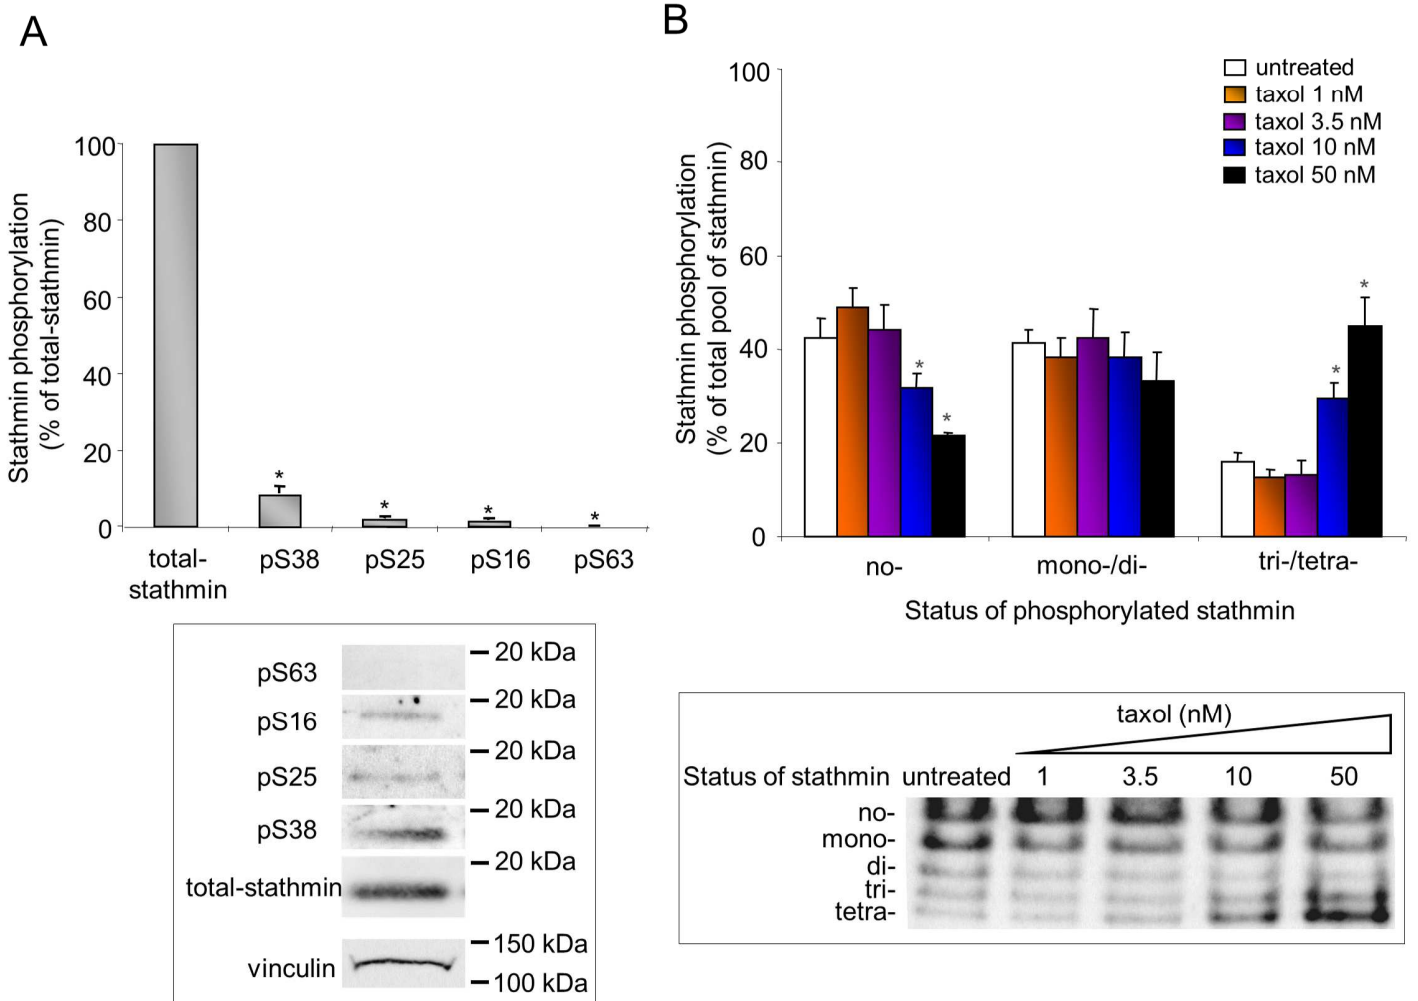 A
Stathmin phosphorylation
(% of total-stathmin)
100
80
60
40
20
0
*
*
*
*
total-
stathmin
pS38
pS25
pS16
pS63
pS63
20 kDa
pS16
20 kDa
pS25
20 kDa
pS38
20 kDa
total-stathmin
20 kDa
vinculin
150 kDa
100 kDa
B
Stathmin phosphorylation
(% of total pool of stathmin)
100
80
60
40
20
0
untreated
taxol 1 nM
taxol 3.5 nM
taxol 10 nM
taxol 50 nM
*
*
*
*
no-
mono-/di-
tri-/tetra-
Status of phosphorylated stathmin
taxol (nM)
Status of stathmin untreated 1 3.5 10 50
no-
mono-
di-
tri-
tetra-